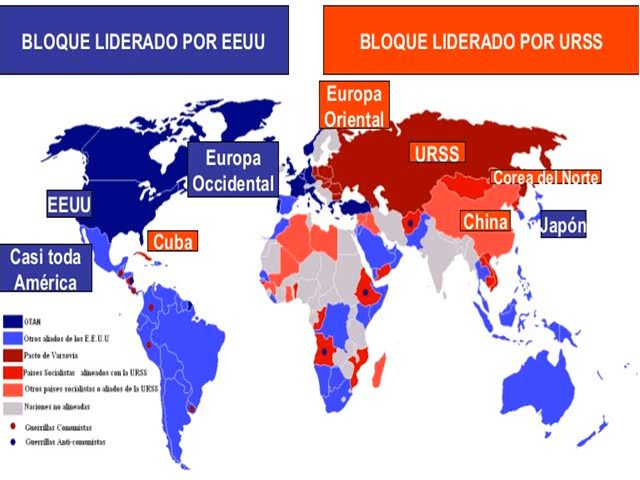 BLOQUE LIDERADO POR EEUU
BLOQUE LIDERADO POR URSS
Europa
Oriental
Europa
Occidental
URSS
Corea del Norte
EEUU
China
Japón
Cuba
Casi toda
América
OTAN
Otros aliados de los E.E.U.U
Pacto de Varsovia
Paises Socialistas alineados con la URSS
Otros paises socialistas o aliados de la URSS
Naciones no alineadas
Guerrillas Comunistas
Guerrillas Anti-comunistas